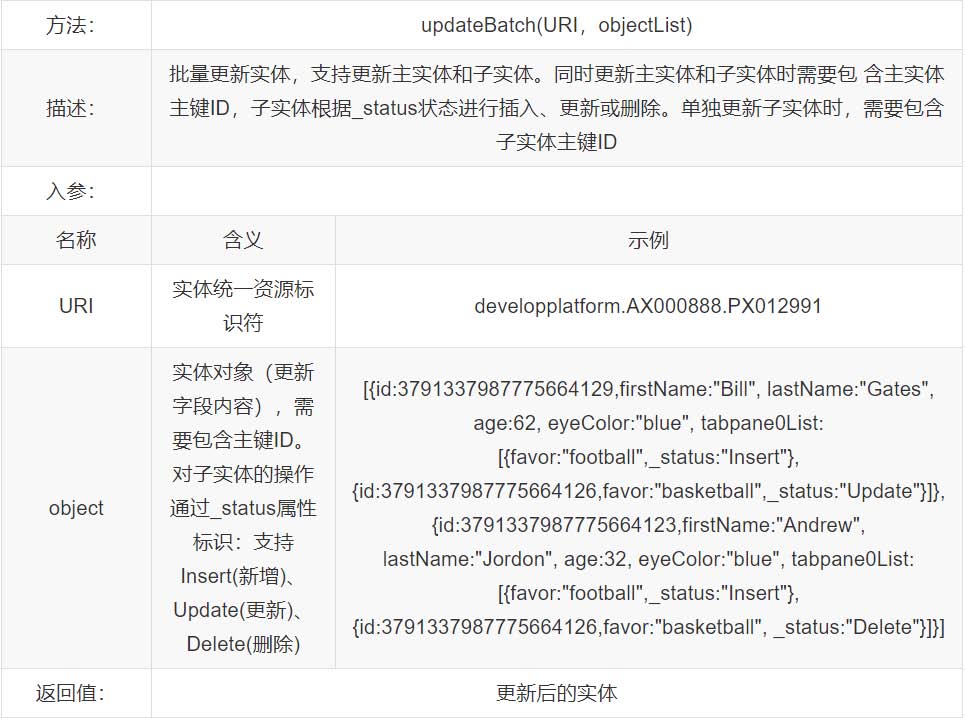 方法： updateBatch(URI，objectList)
描述：
批量更新实体，支持更新主实体和子实体。同时更新主实体和子实体时需要包 含主实体
主键ID，子实体根据_status状态进行插入、更新或删除。单独更新子实体时，需要包含
子实体主键ID
入参：
名称 含义 示例
URI
实体统一资源标
识符
developplatform.AX000888.PX012991
object
实体对象（更新
字段内容），需
要包含主键ID。
对子实体的操作
通过_status属性
标识：支持
Insert(新增)、
Update(更新)、
Delete(删除)
[{id:3791337987775664129,firstName:"Bill", lastName:"Gates",
age:62, eyeColor:"blue", tabpane0List:
[{favor:"football",_status:"Insert"},
{id:3791337987775664126,favor:"basketball",_status:"Update"}]},
{id:3791337987775664123,firstName:"Andrew",
lastName:"Jordon", age:32, eyeColor:"blue", tabpane0List:
[{favor:"football",_status:"Insert"},
{id:3791337987775664126,favor:"basketball", _status:"Delete"}]}]
返回值： 更新后的实体